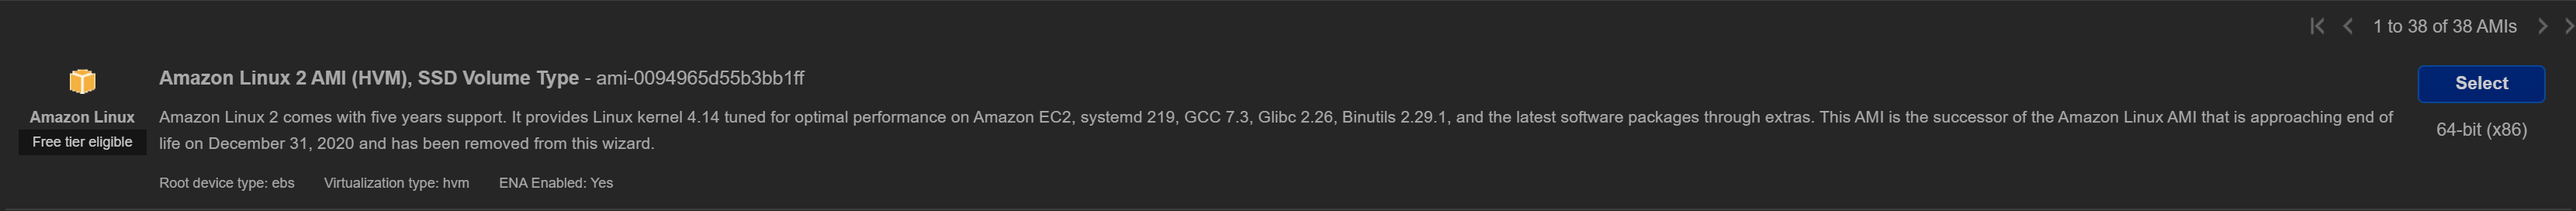 1 to 38 of 38 AMIs
Amazon Linux 2 AMI (HVM), SSD Volume Type - ami-0094965d55b3bb1ff
Select
Amazon Linux
Free tier eligible
Amazon Linux 2 comes with five years support. It provides Linux kernel 4.14 tuned for optimal performance on Amazon EC2, systemd 219, GCC 7.3, Glibc 2.26, Binutils 2.29.1, and the latest software packages through extras. This AMI is the successor of the Amazon Linux AMI that is approaching end of
life on December 31, 2020 and has been removed from this wizard.
64-bit (x86)
Root device type: ebs Virtualization type: hvm ENA Enabled: Yes